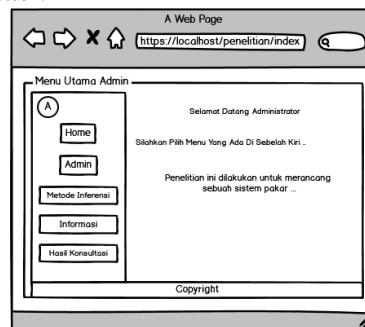 A Web Page
https://localhost/penelitian/index
Menu Utama Admin
A
Home
Admin
Metode Inferensi
Informasi
Hasil Konsultasi
Selamat Datang Administrator
Silahkan Pilih Menu Yang Ada Di Sebelah Kiri ..
Penelitian ini dilakukan untuk merancang
sebuah sistem pakar ...
Copyright